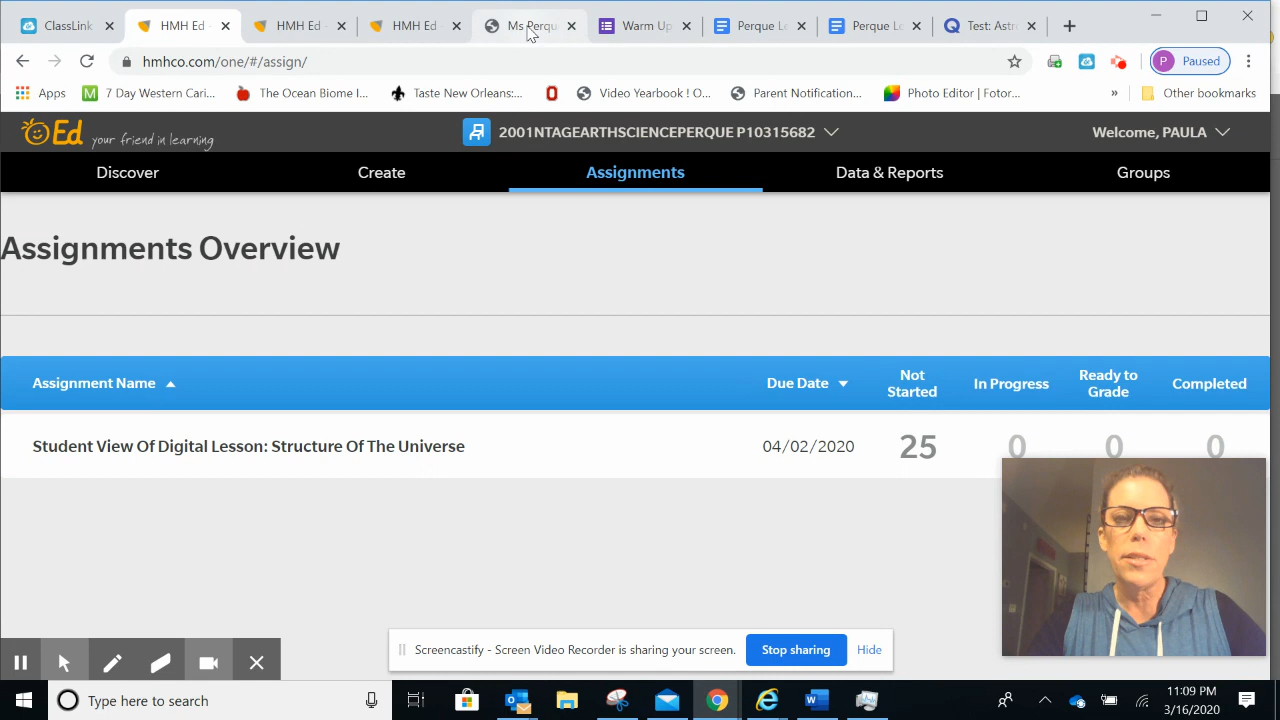 ClassLink
HMH Ed -
HMH Ed -
HMH Ed -
Ms Perqu
Warm Up
Perque Le
Perque Le
Test: Astr
hmhco.com/one/#/assign/
P Paused
Apps
M 7 Day Western Cari...
The Ocean Biome I...
Taste New Orleans:...
Video Yearbook ! O...
Parent Notification...
Photo Editor | Fotor...
»
Other bookmarks
Ed your friend in learning
2001NTAGEARTHSCIENCEPERQUE P10315682
Welcome, PAULA
Discover
Create
Assignments
Data & Reports
Groups
Assignments Overview
Assignment Name
Due Date
Not Started
In Progress
Ready to Grade
Completed
Student View Of Digital Lesson: Structure Of The Universe
04/02/2020
25
0
0
0
Screencastify - Screen Video Recorder is sharing your screen.
Stop sharing
Hide
Type here to search
11:09 PM
3/16/2020